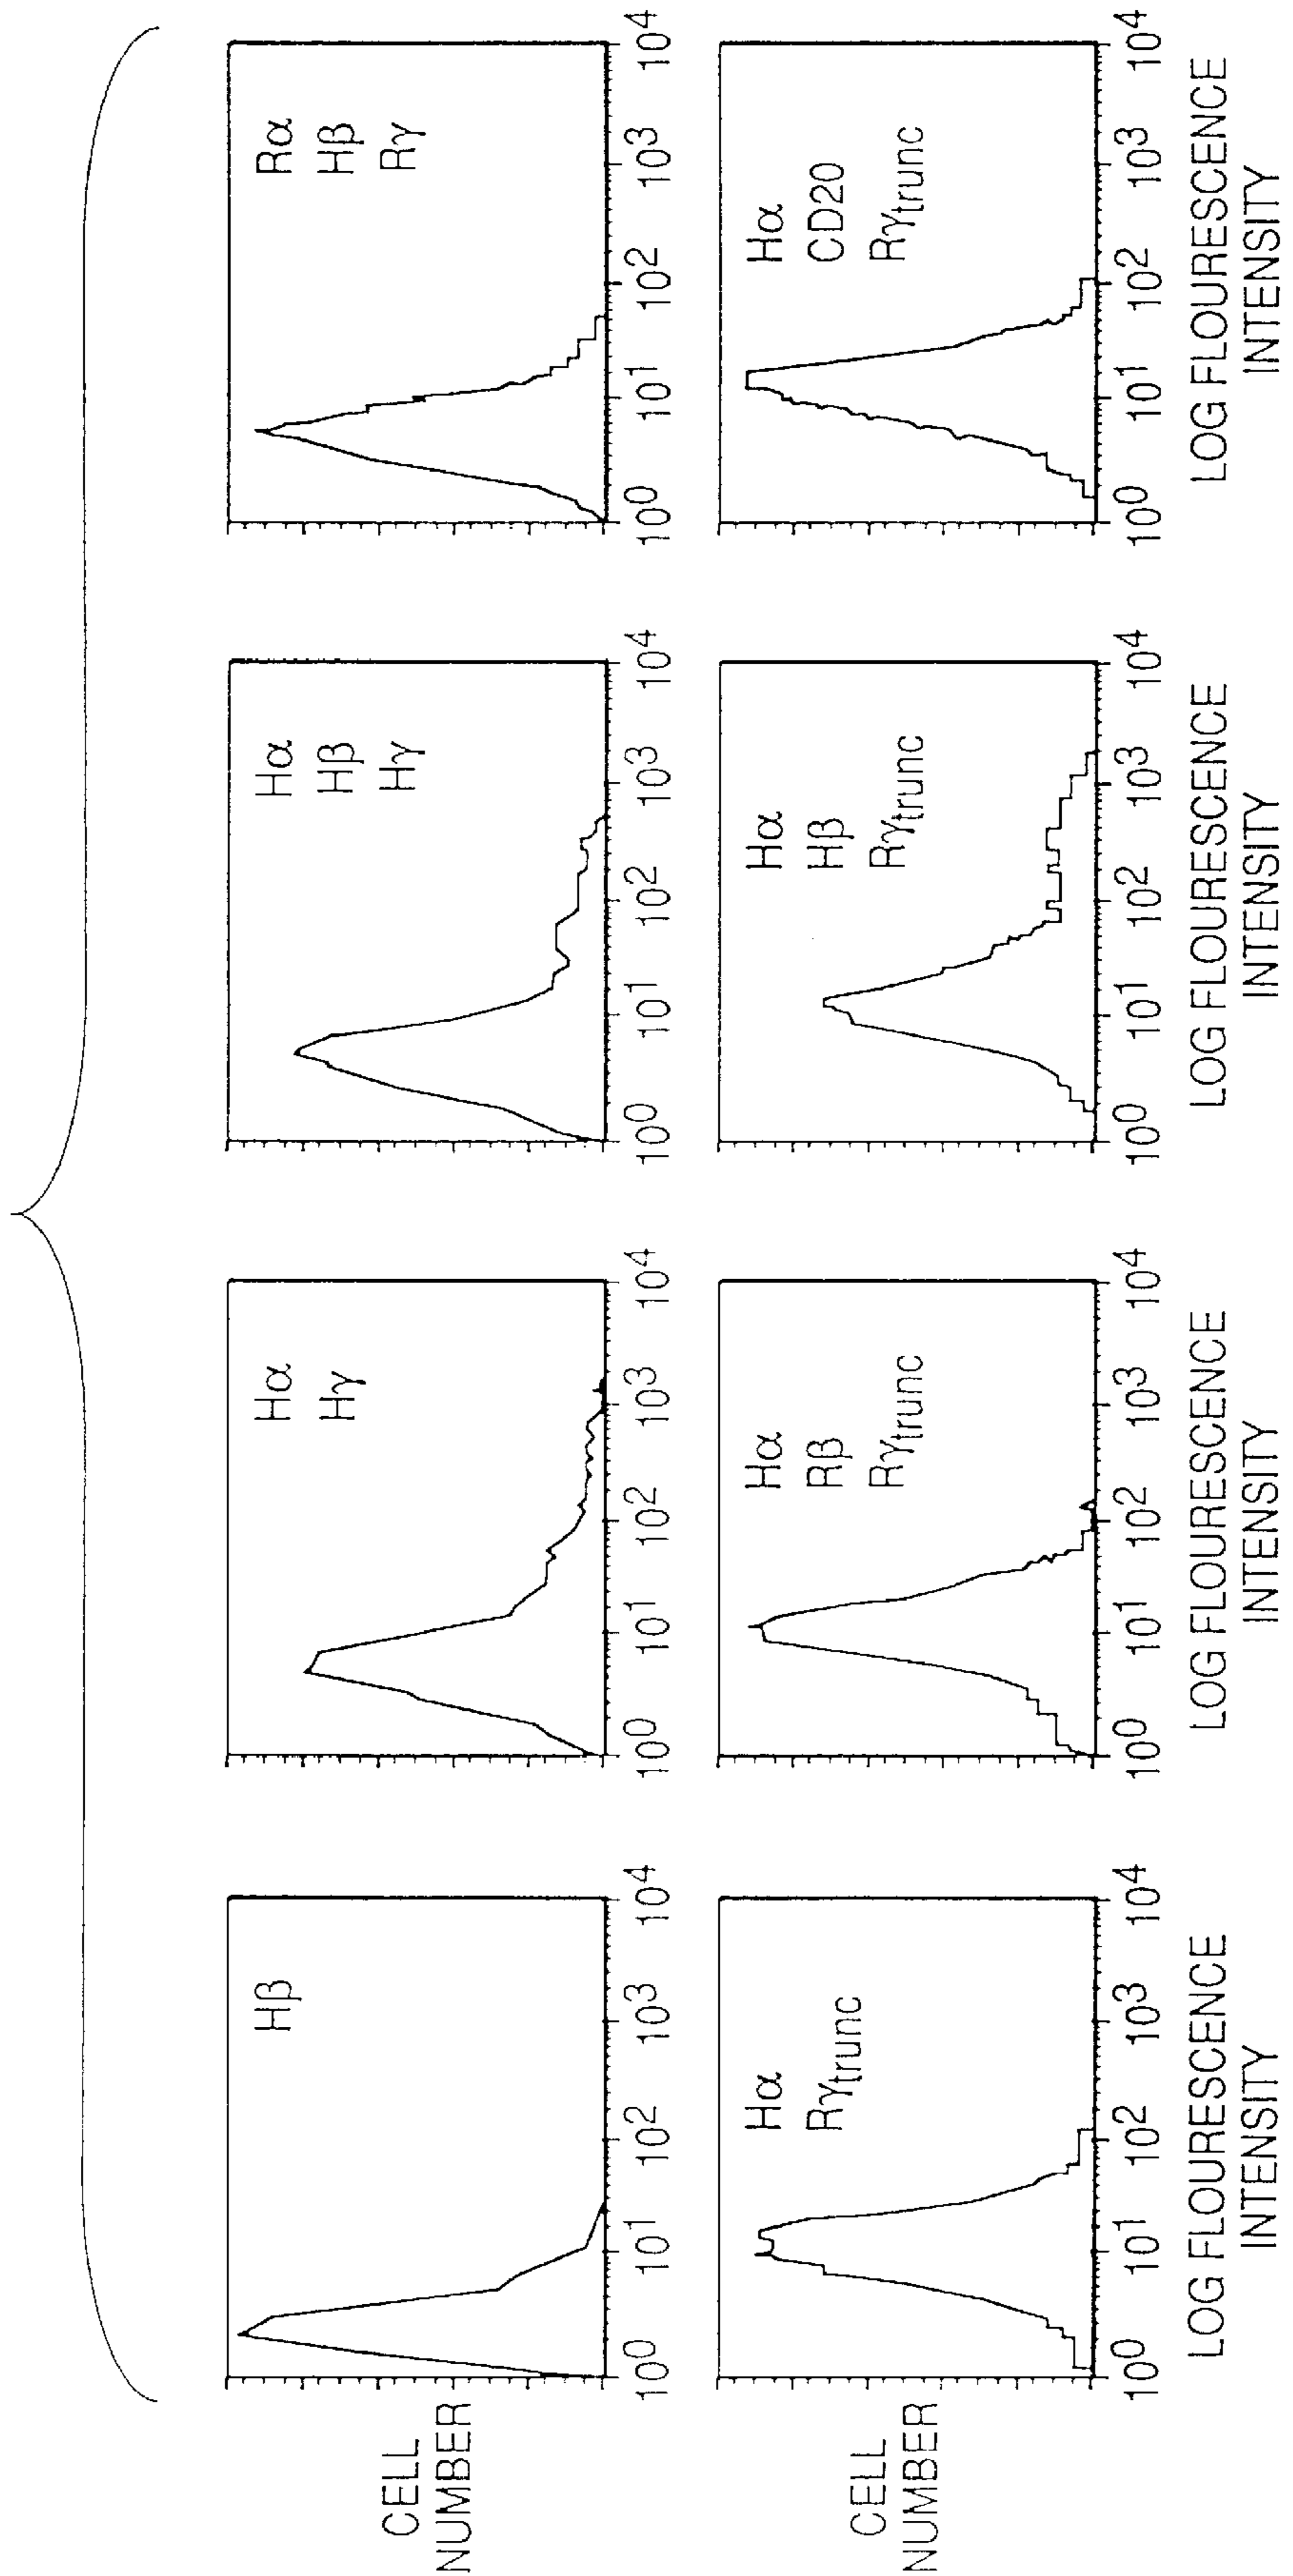 CELL
NUMBER
Hβ
10⁰ 10¹ 10² 10³ 10⁴
Hα
Hγ
10⁰ 10¹ 10² 10³ 10⁴
Hα
Hβ
Hγ
10⁰ 10¹ 10² 10³ 10⁴
Rα
Hβ
Rγ
10⁰ 10¹ 10² 10³ 10⁴
CELL
NUMBER
Hα
Rγtrunc
10⁰ 10¹ 10² 10³ 10⁴
LOG FLOURESCENCE
INTENSITY
Hα
Rβ
Rγtrunc
10⁰ 10¹ 10² 10³ 10⁴
LOG FLOURESCENCE
INTENSITY
Hα
Hβ
Rγtrunc
10⁰ 10¹ 10² 10³ 10⁴
LOG FLOURESCENCE
INTENSITY
Hα
CD20
Rγtrunc
10⁰ 10¹ 10² 10³ 10⁴
LOG FLOURESCENCE
INTENSITY